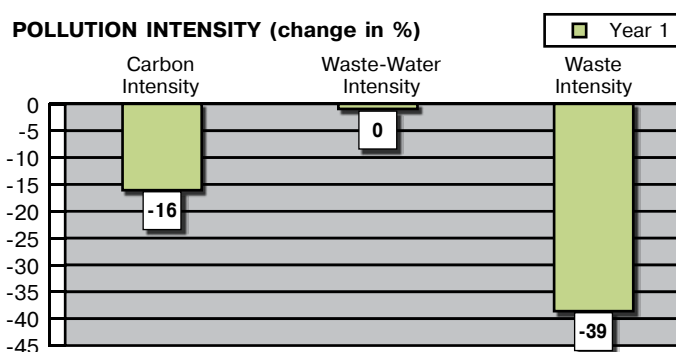 POLLUTION INTENSITY (change in %)
Year 1
Carbon
Intensity
Waste-Water
Intensity
Waste
Intensity
0
-5
-10
-15
-20
-25
-30
-35
-40
-45
-16
0
-39